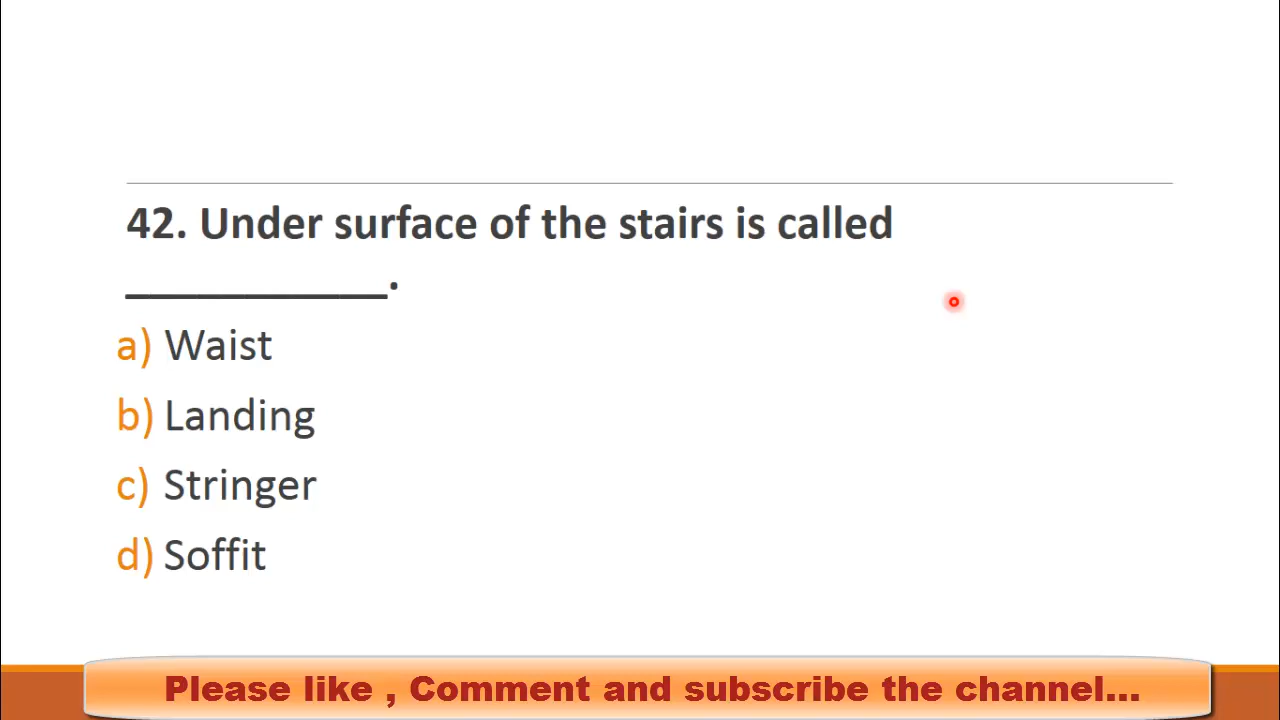 42. Under surface of the stairs is called
___________.
a) Waist
b) Landing
c) Stringer
d) Soffit
Please like , Comment and subscribe the channel...